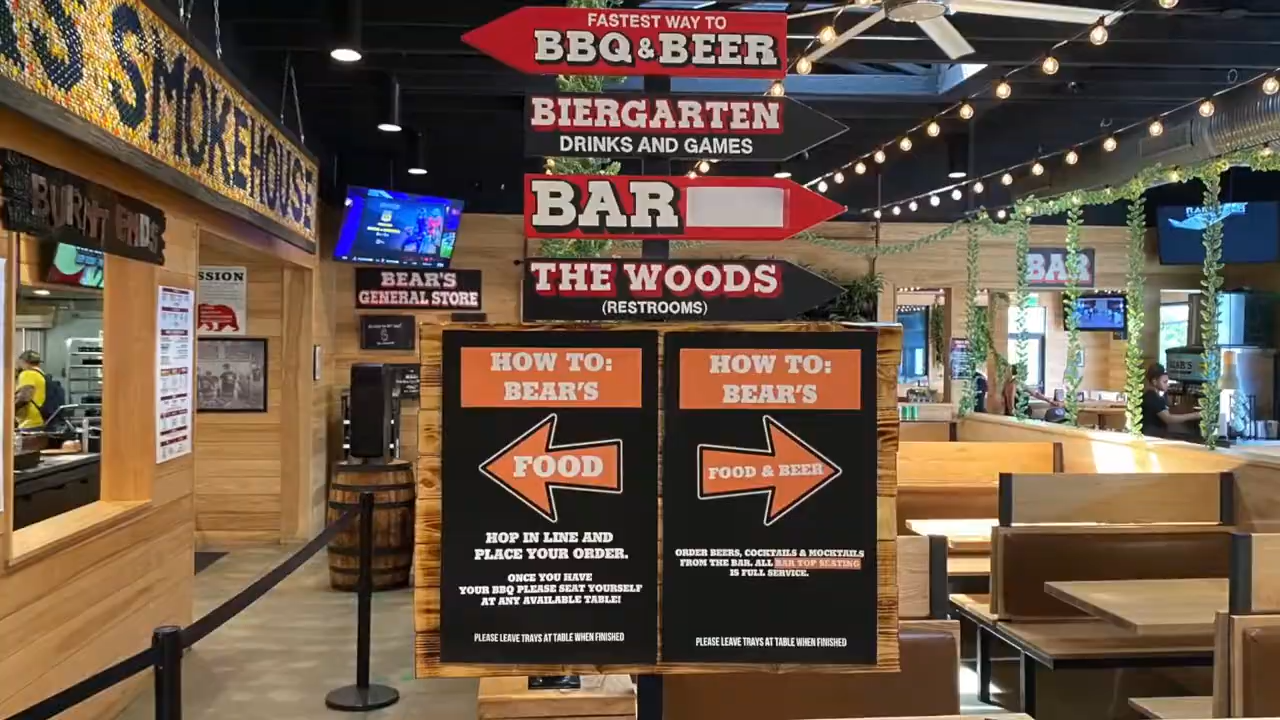 S SMOKEHOUSE
BURNT ENDS
SSION
FASTEST WAY TO
BBQ & BEER
BIERGARTEN
DRINKS AND GAMES
BAR
THE WOODS
(RESTROOMS)
BEAR'S
GENERAL STORE
BAR
HOW TO:
BEAR'S
FOOD
HOP IN LINE AND
PLACE YOUR ORDER.
ONCE YOU HAVE
YOUR BBQ PLEASE SEAT YOURSELF
AT ANY AVAILABLE TABLE!
PLEASE LEAVE TRAYS AT TABLE WHEN FINISHED
HOW TO:
BEAR'S
FOOD & BEER
ORDER BEERS, COCKTAILS & MOCKTAILS
FROM THE BAR. ALL BAR TOP SEATING
IS FULL SERVICE.
PLEASE LEAVE TRAYS AT TABLE WHEN FINISHED